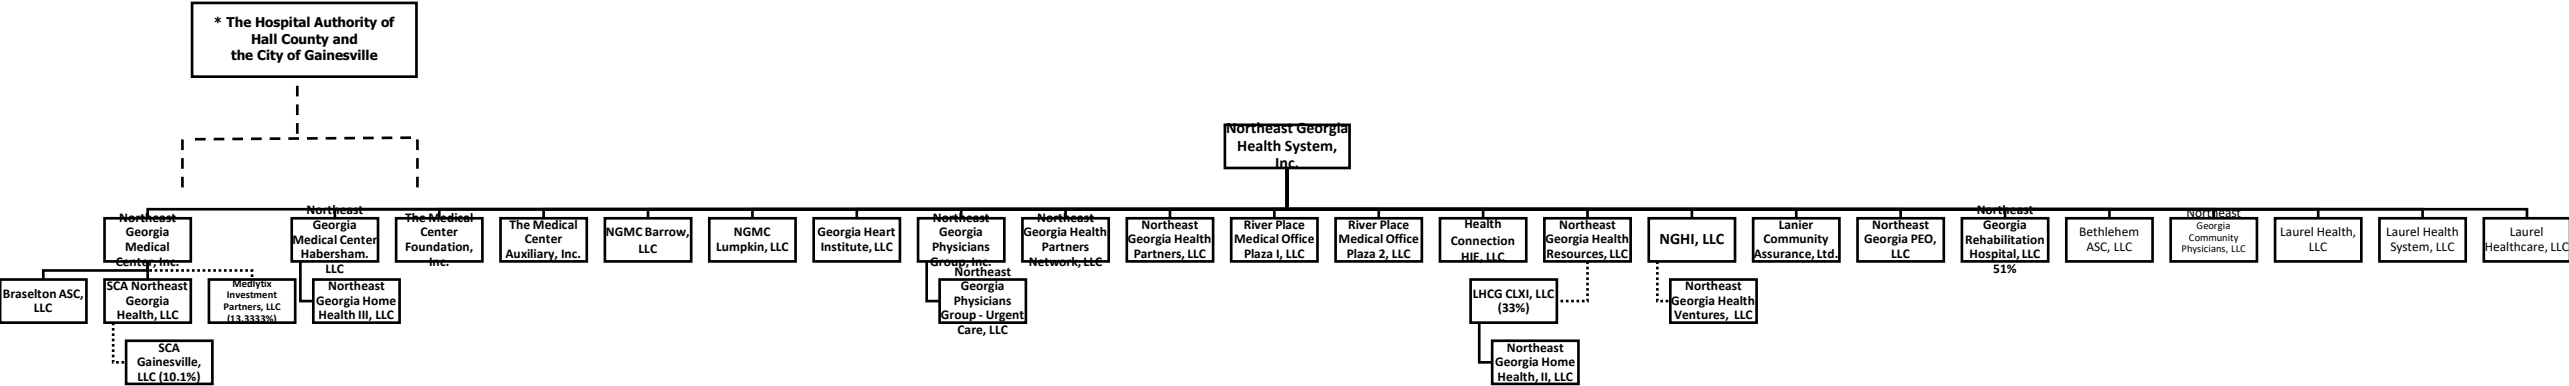 * The Hospital Authority of
Hall County and
the City of Gainesville
Northeast Georgia
Health System,
Inc.
Northeast
Georgia
Medical
Center, Inc.
Northeast
Georgia
Medical Center
Habersham.
LLC
The Medical
Center
Foundation,
Inc.
The Medical
Center
Auxiliary, Inc.
NGMC Barrow,
LLC
NGMC
Lumpkin, LLC
Georgia Heart
Institute, LLC
Northeast
Georgia
Physicians
Group, Inc.
Northeast
Georgia Health
Partners
Network, LLC
Northeast
Georgia Health
Partners, LLC
River Place
Medical Office
Plaza I, LLC
River Place
Medical Office
Plaza 2, LLC
Health
Connection
HIE, LLC
Northeast
Georgia Health
Resources, LLC
NGHI, LLC
Lanier
Community
Assurance, Ltd.
Northeast
Georgia PEO,
LLC
Northeast
Georgia
Rehabilitation
Hospital, LLC
51%
Bethlehem
ASC, LLC
Northeast
Georgia
Community
Physicians, LLC
Laurel Health,
LLC
Laurel Health
System, LLC
Laurel
Healthcare, LLC
Braselton ASC,
LLC
SCA Northeast
Georgia
Health, LLC
Medlytix
Investment
Partners, LLC
(13.3333%)
Northeast
Georgia Home
Health III, LLC
Northeast
Georgia
Physicians
Group - Urgent
Care, LLC
LHCG CLXI, LLC
(33%)
Northeast
Georgia Health
Ventures, LLC
SCA
Gainesville,
LLC (10.1%)
Northeast
Georgia Home
Health, II, LLC